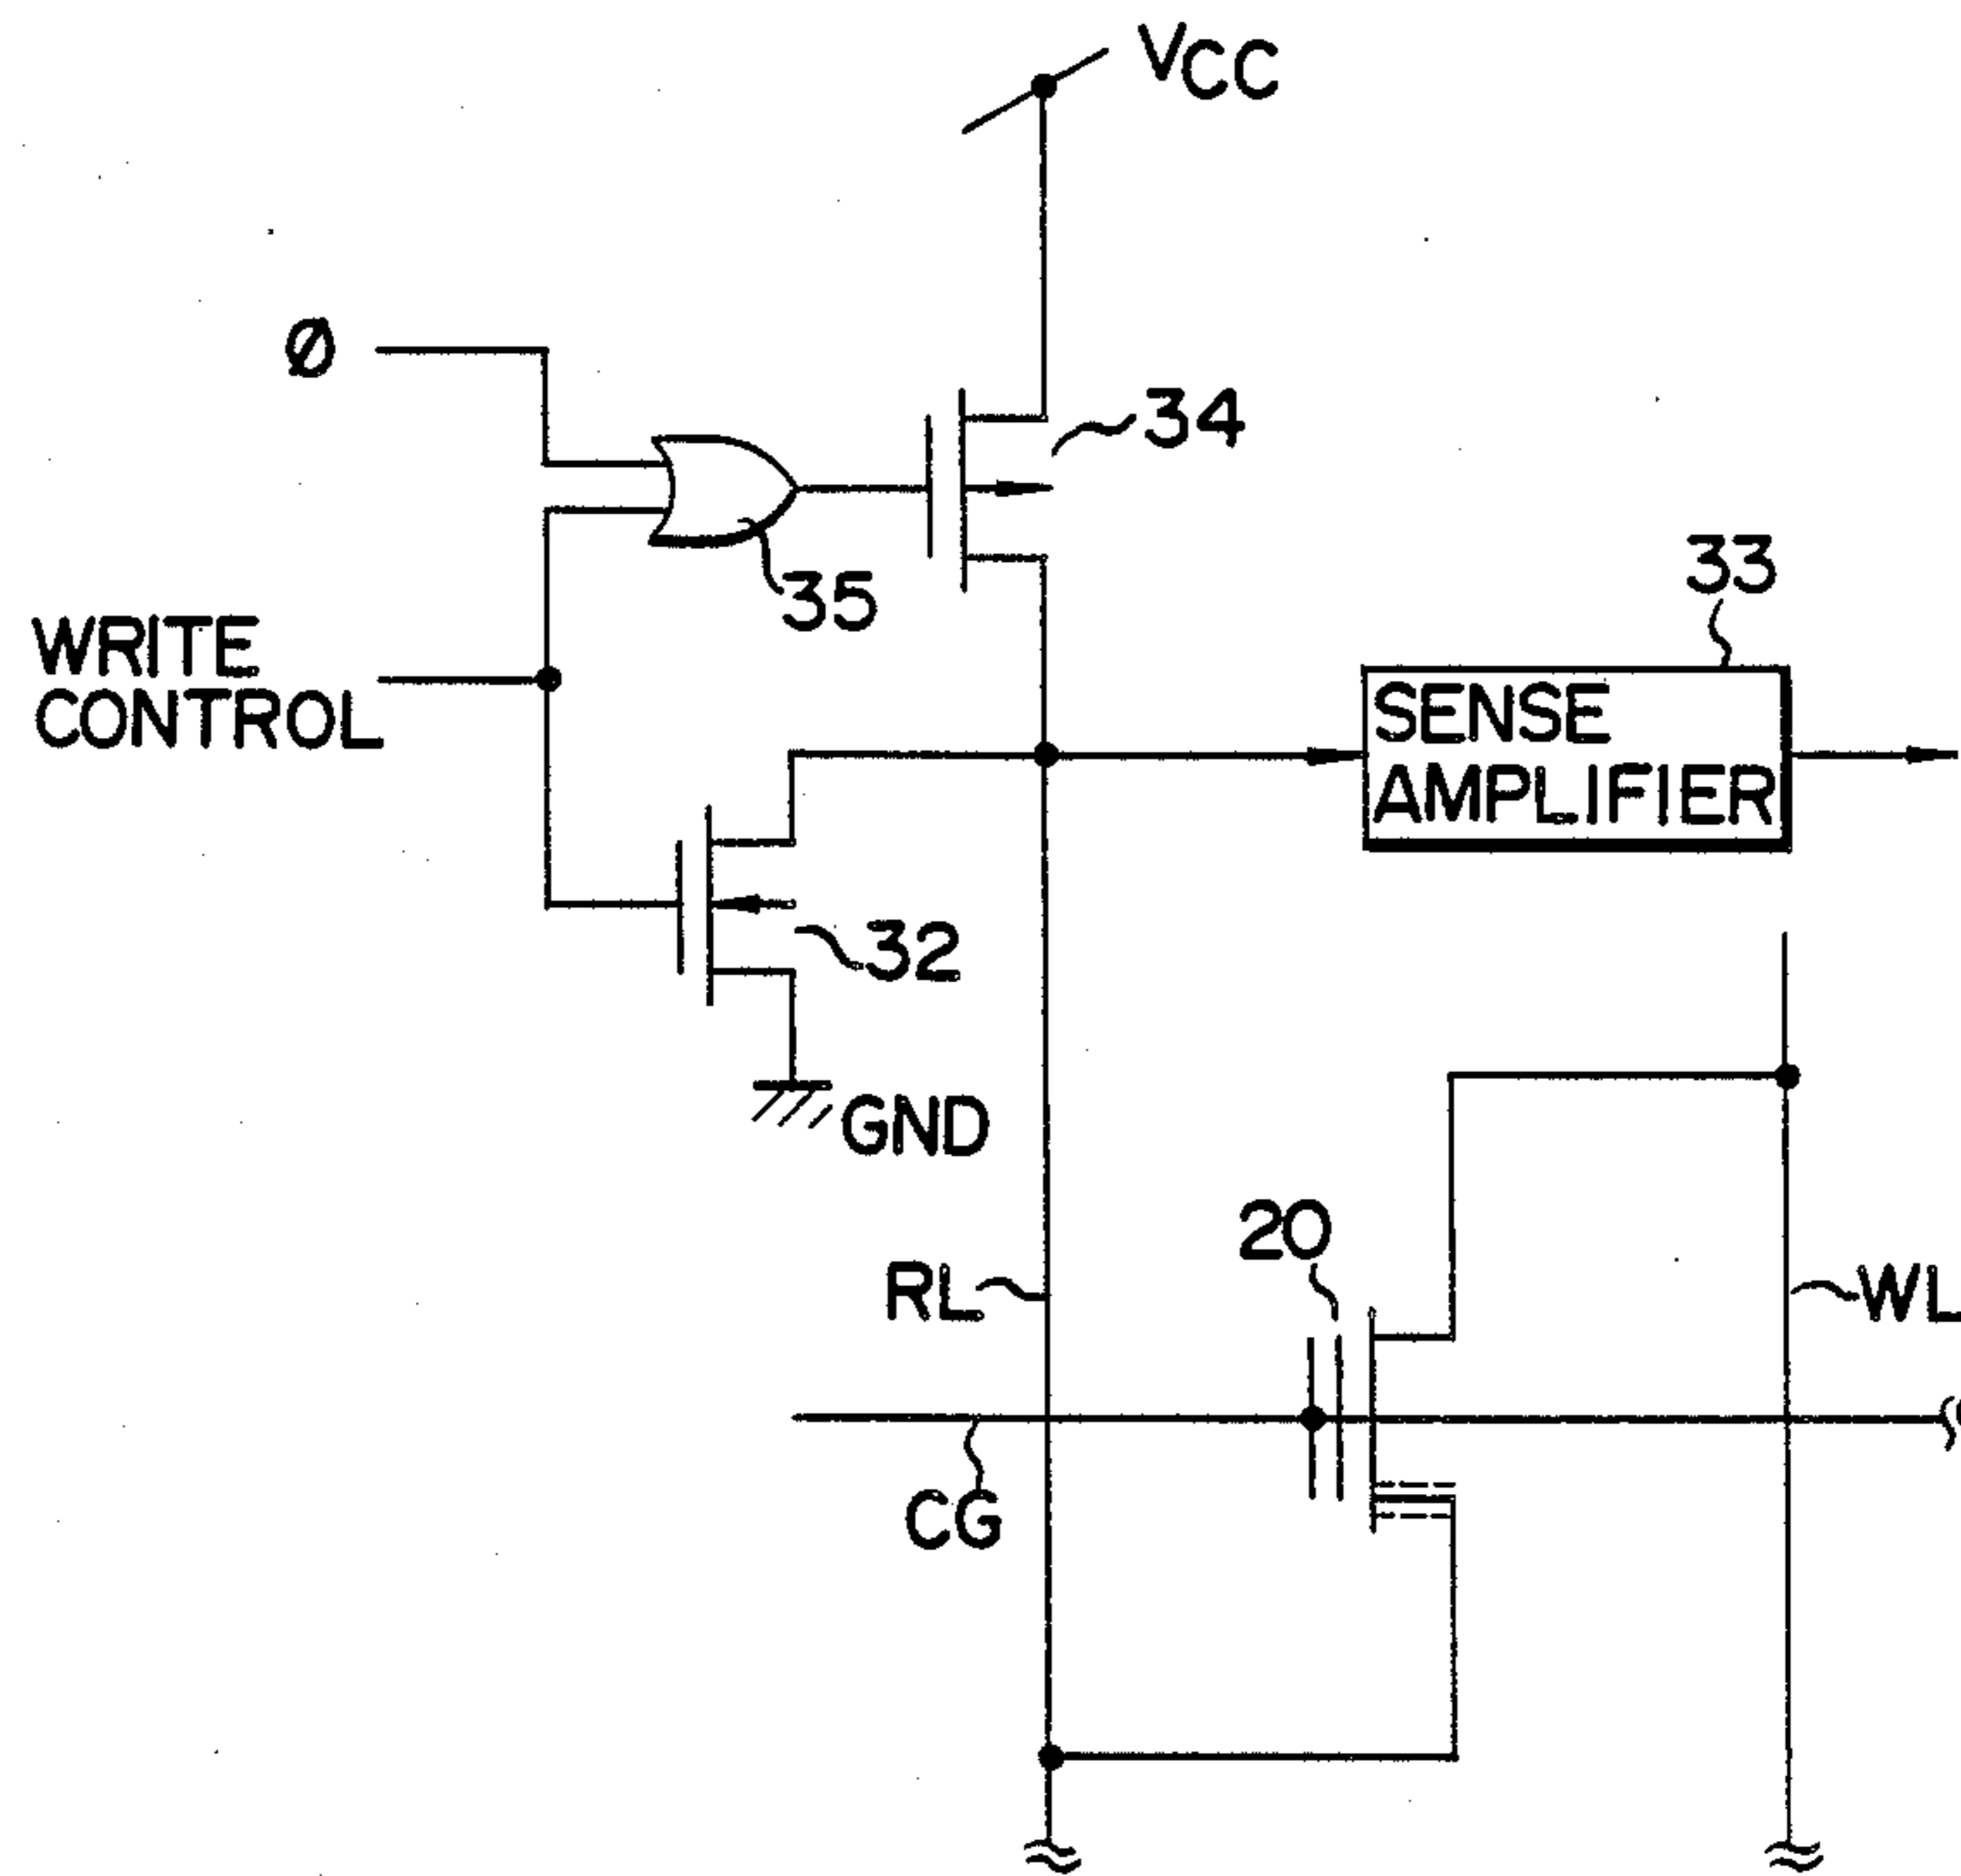 VCC
Ø
34
35
33
WRITE
CONTROL
SENSE
AMPLIFIER
32
GND
20
RL
WL
CG